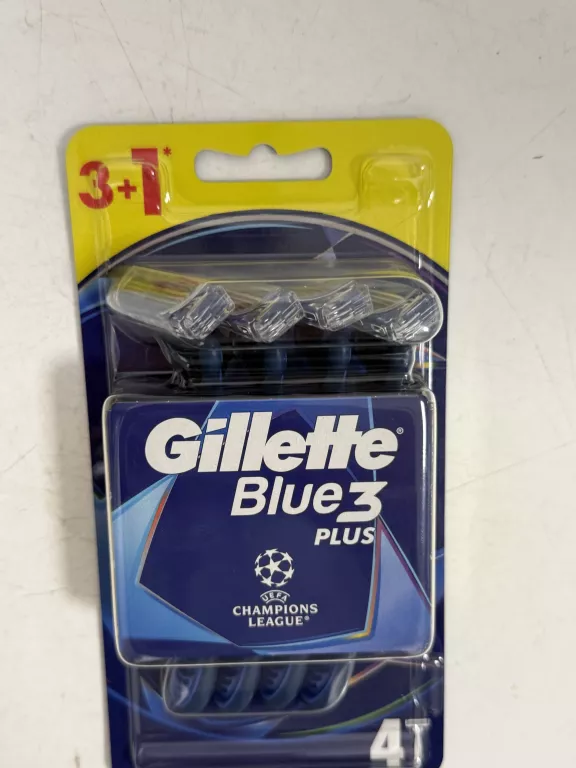 3+1*
Gillette®
Blue3
PLUS
UEFA
CHAMPIONS
LEAGUE®
4